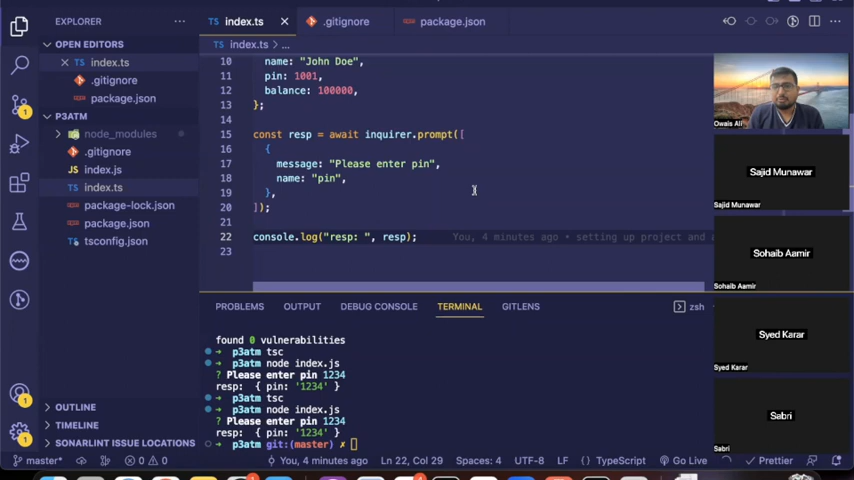 EXPLORER
OPEN EDITORS
TS index.ts
.gitignore
package.json
P3ATM
node_modules
.gitignore
JS index.js
TS index.ts
package-lock.json
package.json
tsconfig.json
OUTLINE
TIMELINE
SONARLINT ISSUE LOCATIONS
TS index.ts
.gitignore
package.json
TS index.ts > ...
10 name: "John Doe",
11 pin: 1001,
12 balance: 100000,
13 };
14
15 const resp = await inquirer.prompt([
16 {
17 message: "Please enter pin",
18 name: "pin",
19 },
20 ]);
21
22 console.log("resp: ", resp); You, 4 minutes ago • setting up project and
23
PROBLEMS OUTPUT DEBUG CONSOLE TERMINAL GITLENS
zsh
found 0 vulnerabilities
➜ p3atm tsc
➜ p3atm node index.js
? Please enter pin 1234
resp: { pin: '1234' }
➜ p3atm tsc
➜ p3atm node index.js
? Please enter pin 1234
resp: { pin: '1234' }
➜ p3atm git:(master) ✗
Owais Ali
Sajid Munawar
Sajid Munawar
Sohaib Aamir
Sohaib Aamir
Syed Karar
Syed Karar
Sabri
Sabri
1
1
master* 0 0 You, 4 minutes ago Ln 22, Col 29 Spaces: 4 UTF-8 LF {} TypeScript Go Live Prettier